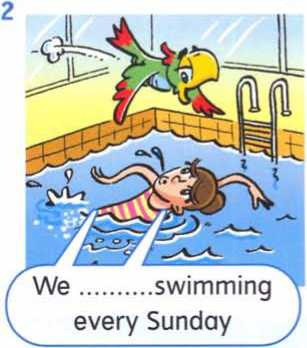 2
We ..........swimming
every Sunday